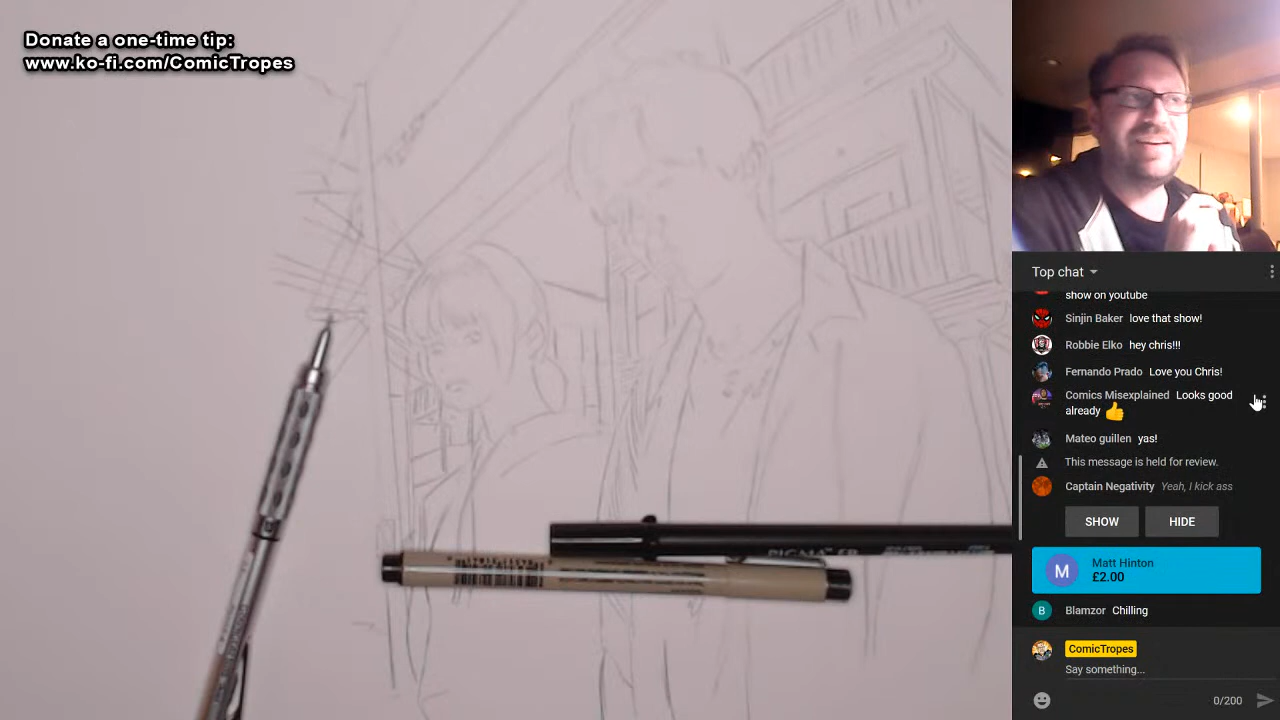 Donate a one-time tip:
www.ko-fi.com/ComicTropes
Top chat
show on youtube
Sinjin Baker love that show!
Robbie Elko hey chris!!!
Fernando Prado Love you Chris!
Comics Misexplained Looks good
already
Mateo guillen yas!
This message is held for review.
Captain Negativity Yeah, I kick ass
SHOW
HIDE
M
Matt Hinton
£2.00
B
Blamzor Chilling
ComicTropes
Say something...
0/200
PIGMA FB